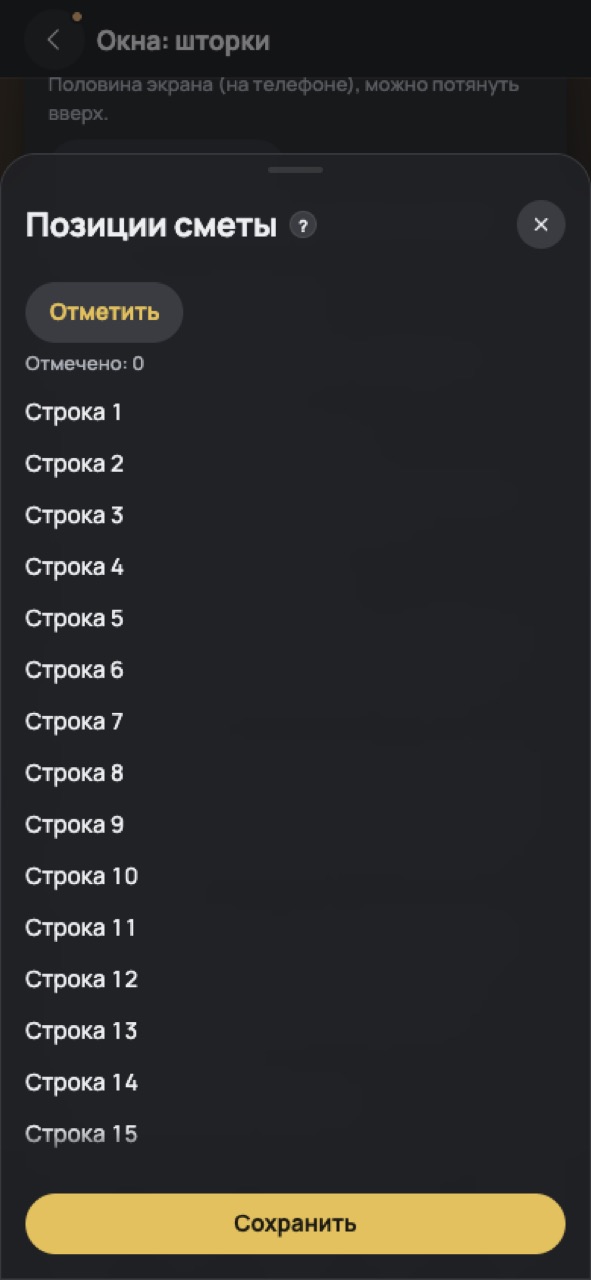 Окна: шторки
Половина экрана (на телефоне), можно потянуть
вверх.
Позиции сметы ?
Отметить
Отмечено: 0
Строка 1
Строка 2
Строка 3
Строка 4
Строка 5
Строка 6
Строка 7
Строка 8
Строка 9
Строка 10
Строка 11
Строка 12
Строка 13
Строка 14
Строка 15
Сохранить